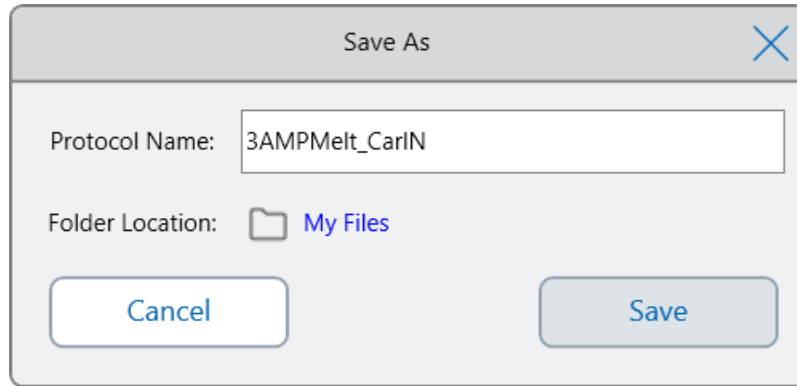 Save As
Protocol Name: 3AMPMelt_CarlN
Folder Location: My Files
Cancel Save